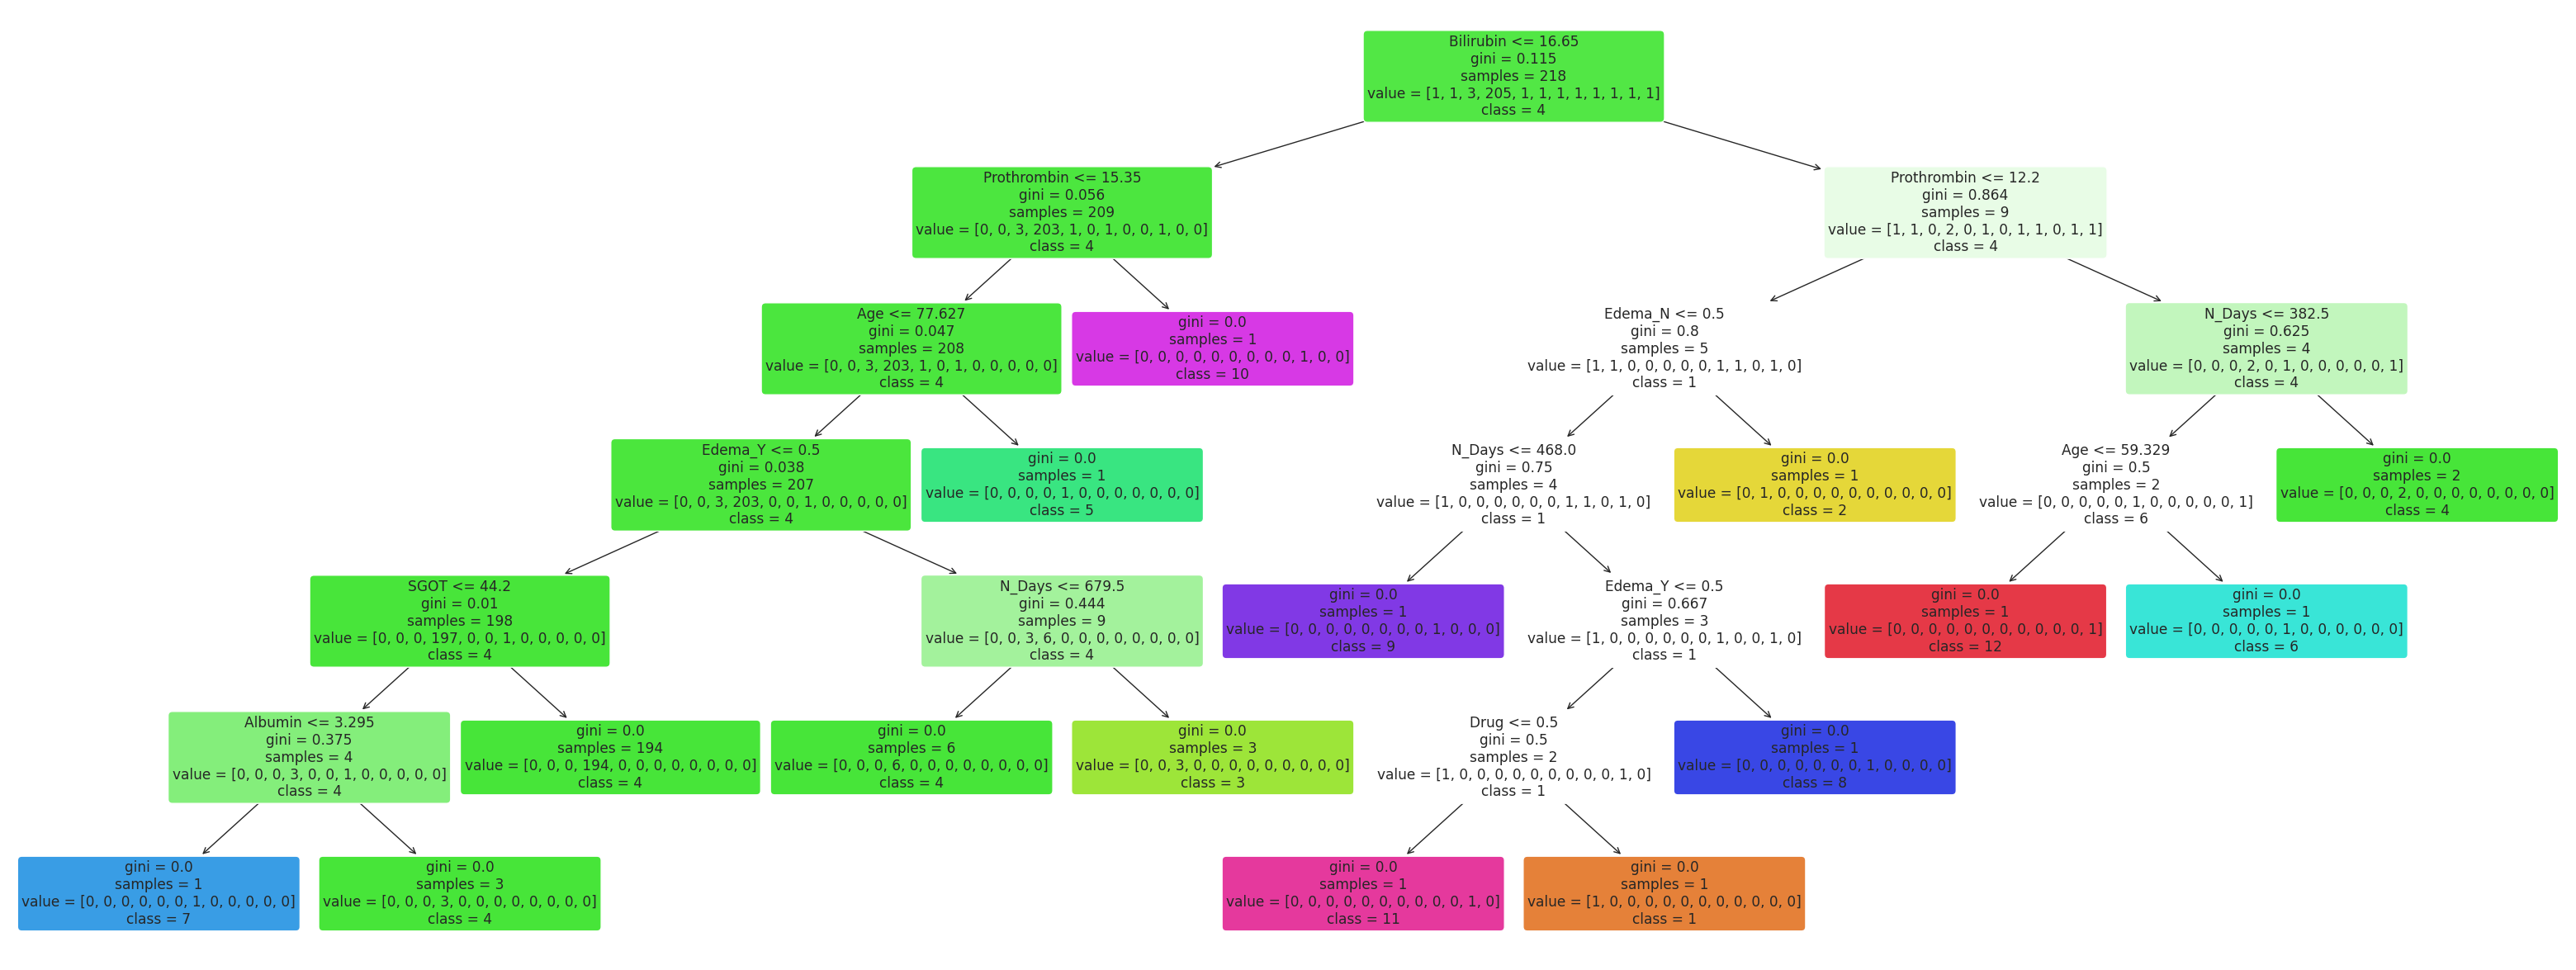 Bilirubin <= 16.65
gini = 0.115
samples = 218
value = [1, 1, 3, 205, 1, 1, 1, 1, 1, 1, 1, 1]
class = 4
Prothrombin <= 15.35
gini = 0.056
samples = 209
value = [0, 0, 3, 203, 1, 0, 1, 0, 0, 1, 0, 0]
class = 4
Prothrombin <= 12.2
gini = 0.864
samples = 9
value = [1, 1, 0, 2, 0, 1, 0, 1, 1, 0, 1, 1]
class = 4
Age <= 77.627
gini = 0.047
samples = 208
value = [0, 0, 3, 203, 1, 0, 1, 0, 0, 0, 0, 0]
class = 4
gini = 0.0
samples = 1
value = [0, 0, 0, 0, 0, 0, 0, 0, 0, 1, 0, 0]
class = 10
Edema_N <= 0.5
gini = 0.8
samples = 5
value = [1, 1, 0, 0, 0, 0, 0, 1, 1, 0, 1, 0]
class = 1
N_Days <= 382.5
gini = 0.625
samples = 4
value = [0, 0, 0, 2, 0, 1, 0, 0, 0, 0, 0, 1]
class = 4
Edema_Y <= 0.5
gini = 0.038
samples = 207
value = [0, 0, 3, 203, 0, 0, 1, 0, 0, 0, 0, 0]
class = 4
gini = 0.0
samples = 1
value = [0, 0, 0, 0, 1, 0, 0, 0, 0, 0, 0, 0]
class = 5
N_Days <= 468.0
gini = 0.75
samples = 4
value = [1, 0, 0, 0, 0, 0, 0, 1, 1, 0, 1, 0]
class = 1
gini = 0.0
samples = 1
value = [0, 1, 0, 0, 0, 0, 0, 0, 0, 0, 0, 0]
class = 2
Age <= 59.329
gini = 0.5
samples = 2
value = [0, 0, 0, 0, 0, 1, 0, 0, 0, 0, 0, 1]
class = 6
gini = 0.0
samples = 2
value = [0, 0, 0, 2, 0, 0, 0, 0, 0, 0, 0, 0]
class = 4
SGOT <= 44.2
gini = 0.01
samples = 198
value = [0, 0, 0, 197, 0, 0, 1, 0, 0, 0, 0, 0]
class = 4
N_Days <= 679.5
gini = 0.444
samples = 9
value = [0, 0, 3, 6, 0, 0, 0, 0, 0, 0, 0, 0]
class = 4
gini = 0.0
samples = 1
value = [0, 0, 0, 0, 0, 0, 0, 0, 1, 0, 0, 0]
class = 9
Edema_Y <= 0.5
gini = 0.667
samples = 3
value = [1, 0, 0, 0, 0, 0, 0, 1, 0, 0, 1, 0]
class = 1
gini = 0.0
samples = 1
value = [0, 0, 0, 0, 0, 0, 0, 0, 0, 0, 0, 1]
class = 12
gini = 0.0
samples = 1
value = [0, 0, 0, 0, 0, 1, 0, 0, 0, 0, 0, 0]
class = 6
Albumin <= 3.295
gini = 0.375
samples = 4
value = [0, 0, 0, 3, 0, 0, 1, 0, 0, 0, 0, 0]
class = 4
gini = 0.0
samples = 194
value = [0, 0, 0, 194, 0, 0, 0, 0, 0, 0, 0, 0]
class = 4
gini = 0.0
samples = 6
value = [0, 0, 0, 6, 0, 0, 0, 0, 0, 0, 0, 0]
class = 4
gini = 0.0
samples = 3
value = [0, 0, 3, 0, 0, 0, 0, 0, 0, 0, 0, 0]
class = 3
Drug <= 0.5
gini = 0.5
samples = 2
value = [1, 0, 0, 0, 0, 0, 0, 0, 0, 0, 1, 0]
class = 1
gini = 0.0
samples = 1
value = [0, 0, 0, 0, 0, 0, 0, 1, 0, 0, 0, 0]
class = 8
gini = 0.0
samples = 1
value = [0, 0, 0, 0, 0, 0, 1, 0, 0, 0, 0, 0]
class = 7
gini = 0.0
samples = 3
value = [0, 0, 0, 3, 0, 0, 0, 0, 0, 0, 0, 0]
class = 4
gini = 0.0
samples = 1
value = [0, 0, 0, 0, 0, 0, 0, 0, 0, 0, 1, 0]
class = 11
gini = 0.0
samples = 1
value = [1, 0, 0, 0, 0, 0, 0, 0, 0, 0, 0, 0]
class = 1